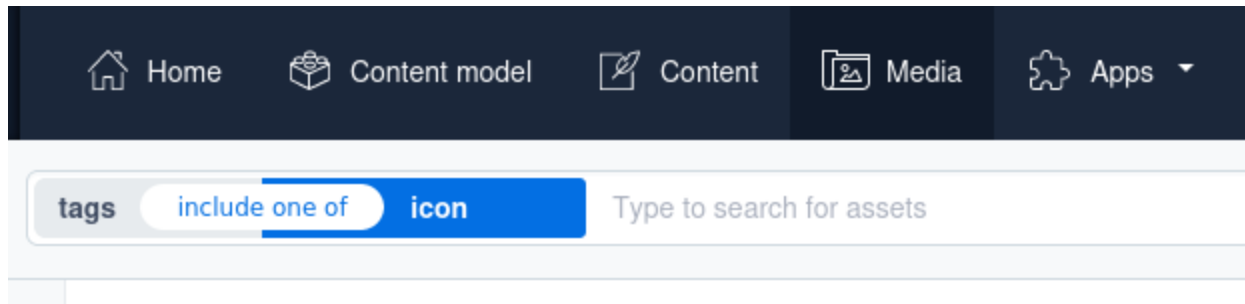 Home Content model Content Media Apps
tags include one of icon Type to search for assets